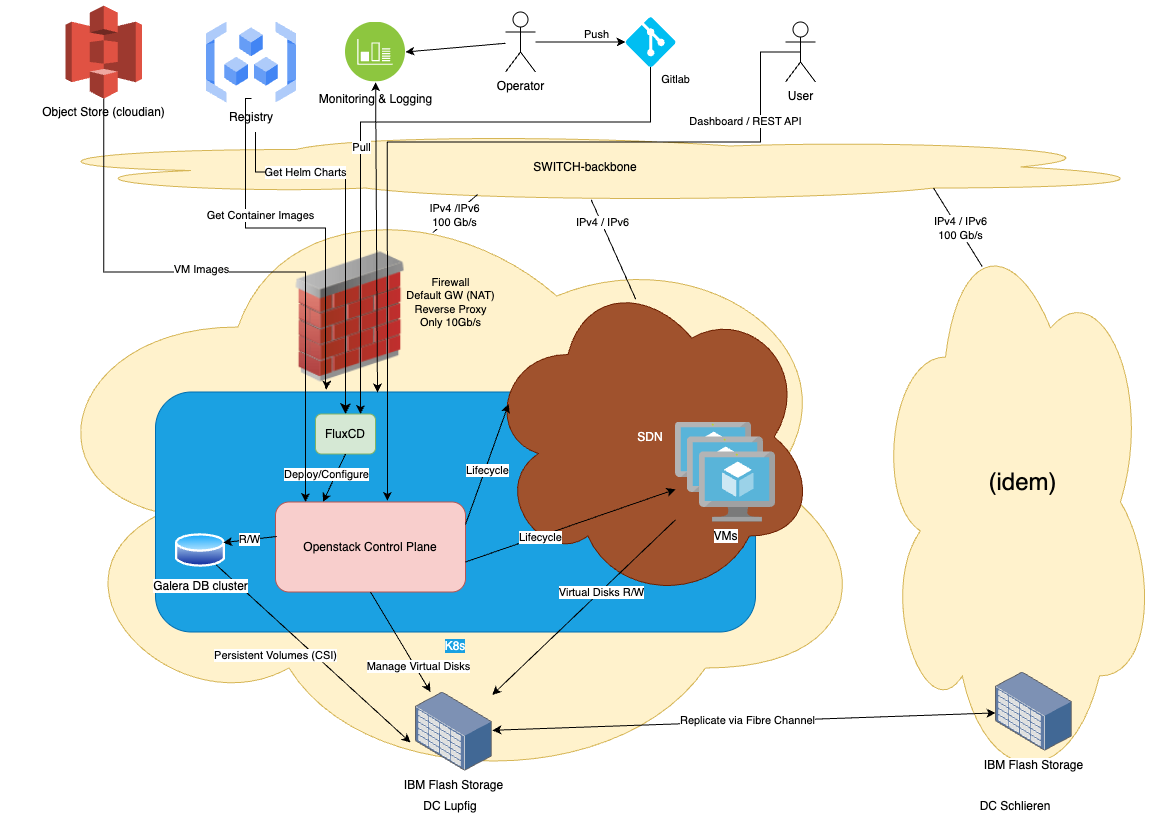 Operator
Push
Gitlab
User
Object Store (cloudian)
Registry
Monitoring & Logging
Dashboard / REST API
Pull
SWITCH-backbone
Get Helm Charts
Get Container Images
IPv4 /IPv6
100 Gb/s
IPv4 / IPv6
IPv4 / IPv6
100 Gb/s
VM Images
Firewall
Default GW (NAT)
Reverse Proxy
Only 10Gb/s
FluxCD
SDN
Deploy/Configure
Lifecycle
(idem)
R/W
Openstack Control Plane
Lifecycle
VMs
Galera DB cluster
Virtual Disks R/W
K8s
Persistent Volumes (CSI)
Manage Virtual Disks
Replicate via Fibre Channel
IBM Flash Storage
DC Lupfig
IBM Flash Storage
DC Schlieren